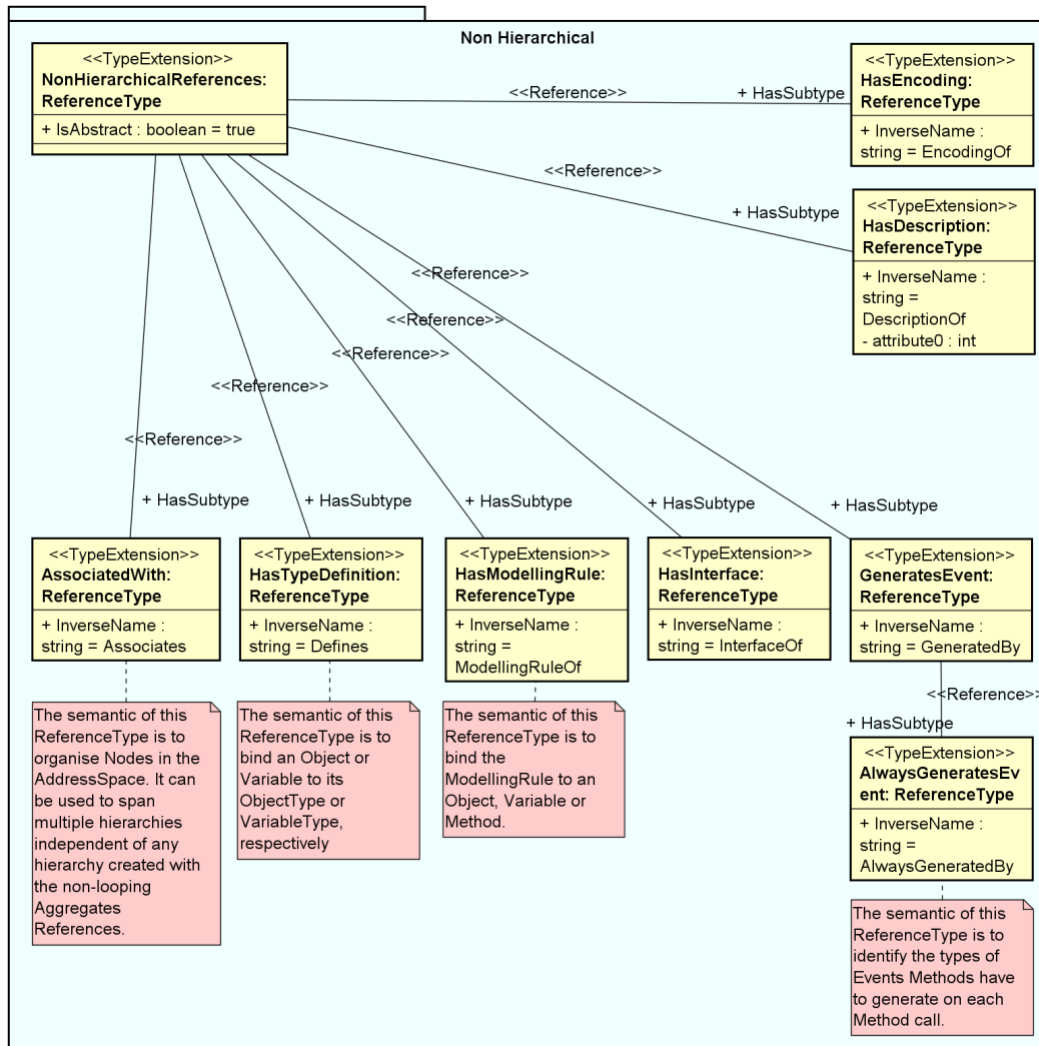 Non Hierarchical
<<TypeExtension>>
NonHierarchicalReferences:
ReferenceType
+ IsAbstract : boolean = true
<<Reference>>
+ HasSubtype
<<TypeExtension>>
HasEncoding:
ReferenceType
+ InverseName :
string = EncodingOf
<<Reference>>
+ HasSubtype
<<TypeExtension>>
HasDescription:
ReferenceType
+ InverseName :
string =
DescriptionOf
- attribute0 : int
<<Reference>>
<<Reference>>
<<Reference>>
<<Reference>>
<<Reference>>
+ HasSubtype
+ HasSubtype
+ HasSubtype
+ HasSubtype
+ HasSubtype
<<TypeExtension>>
AssociatedWith:
ReferenceType
+ InverseName :
string = Associates
<<TypeExtension>>
HasTypeDefinition:
ReferenceType
+ InverseName :
string = Defines
<<TypeExtension>>
HasModellingRule:
ReferenceType
+ InverseName :
string =
ModellingRuleOf
<<TypeExtension>>
HasInterface:
ReferenceType
+ InverseName :
string = InterfaceOf
<<TypeExtension>>
GeneratesEvent:
ReferenceType
+ InverseName :
string = GeneratedBy
The semantic of this
ReferenceType is to
organise Nodes in the
AddressSpace. It can
be used to span
multiple hierarchies
independent of any
hierarchy created with
the non-looping
Aggregates
References.
The semantic of this
ReferenceType is to
bind an Object or
Variable to its
ObjectType or
VariableType,
respectively
The semantic of this
ReferenceType is to
bind the
ModellingRule to an
Object, Variable or
Method.
<<Reference>>
+ HasSubtype
<<TypeExtension>>
AlwaysGeneratesEv
ent: ReferenceType
+ InverseName :
string =
AlwaysGeneratedBy
The semantic of this
ReferenceType is to
identify the types of
Events Methods have
to generate on each
Method call.